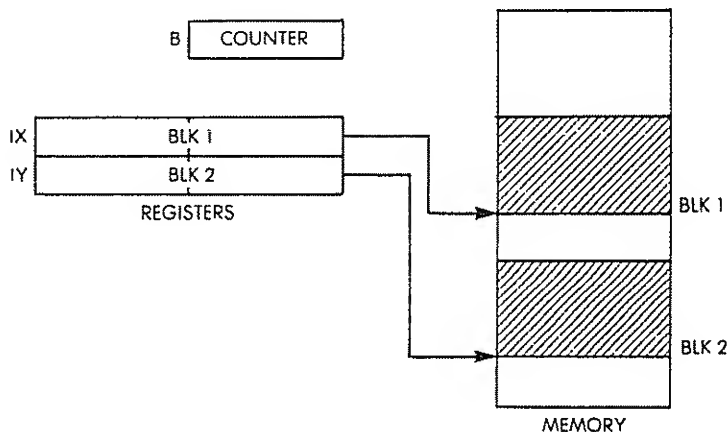 B COUNTER
IX BLK 1
IY BLK 2
REGISTERS
BLK 1
BLK 2
MEMORY